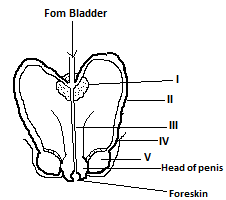 Fom Bladder
I
II
III
IV
V
Head of penis
Foreskin